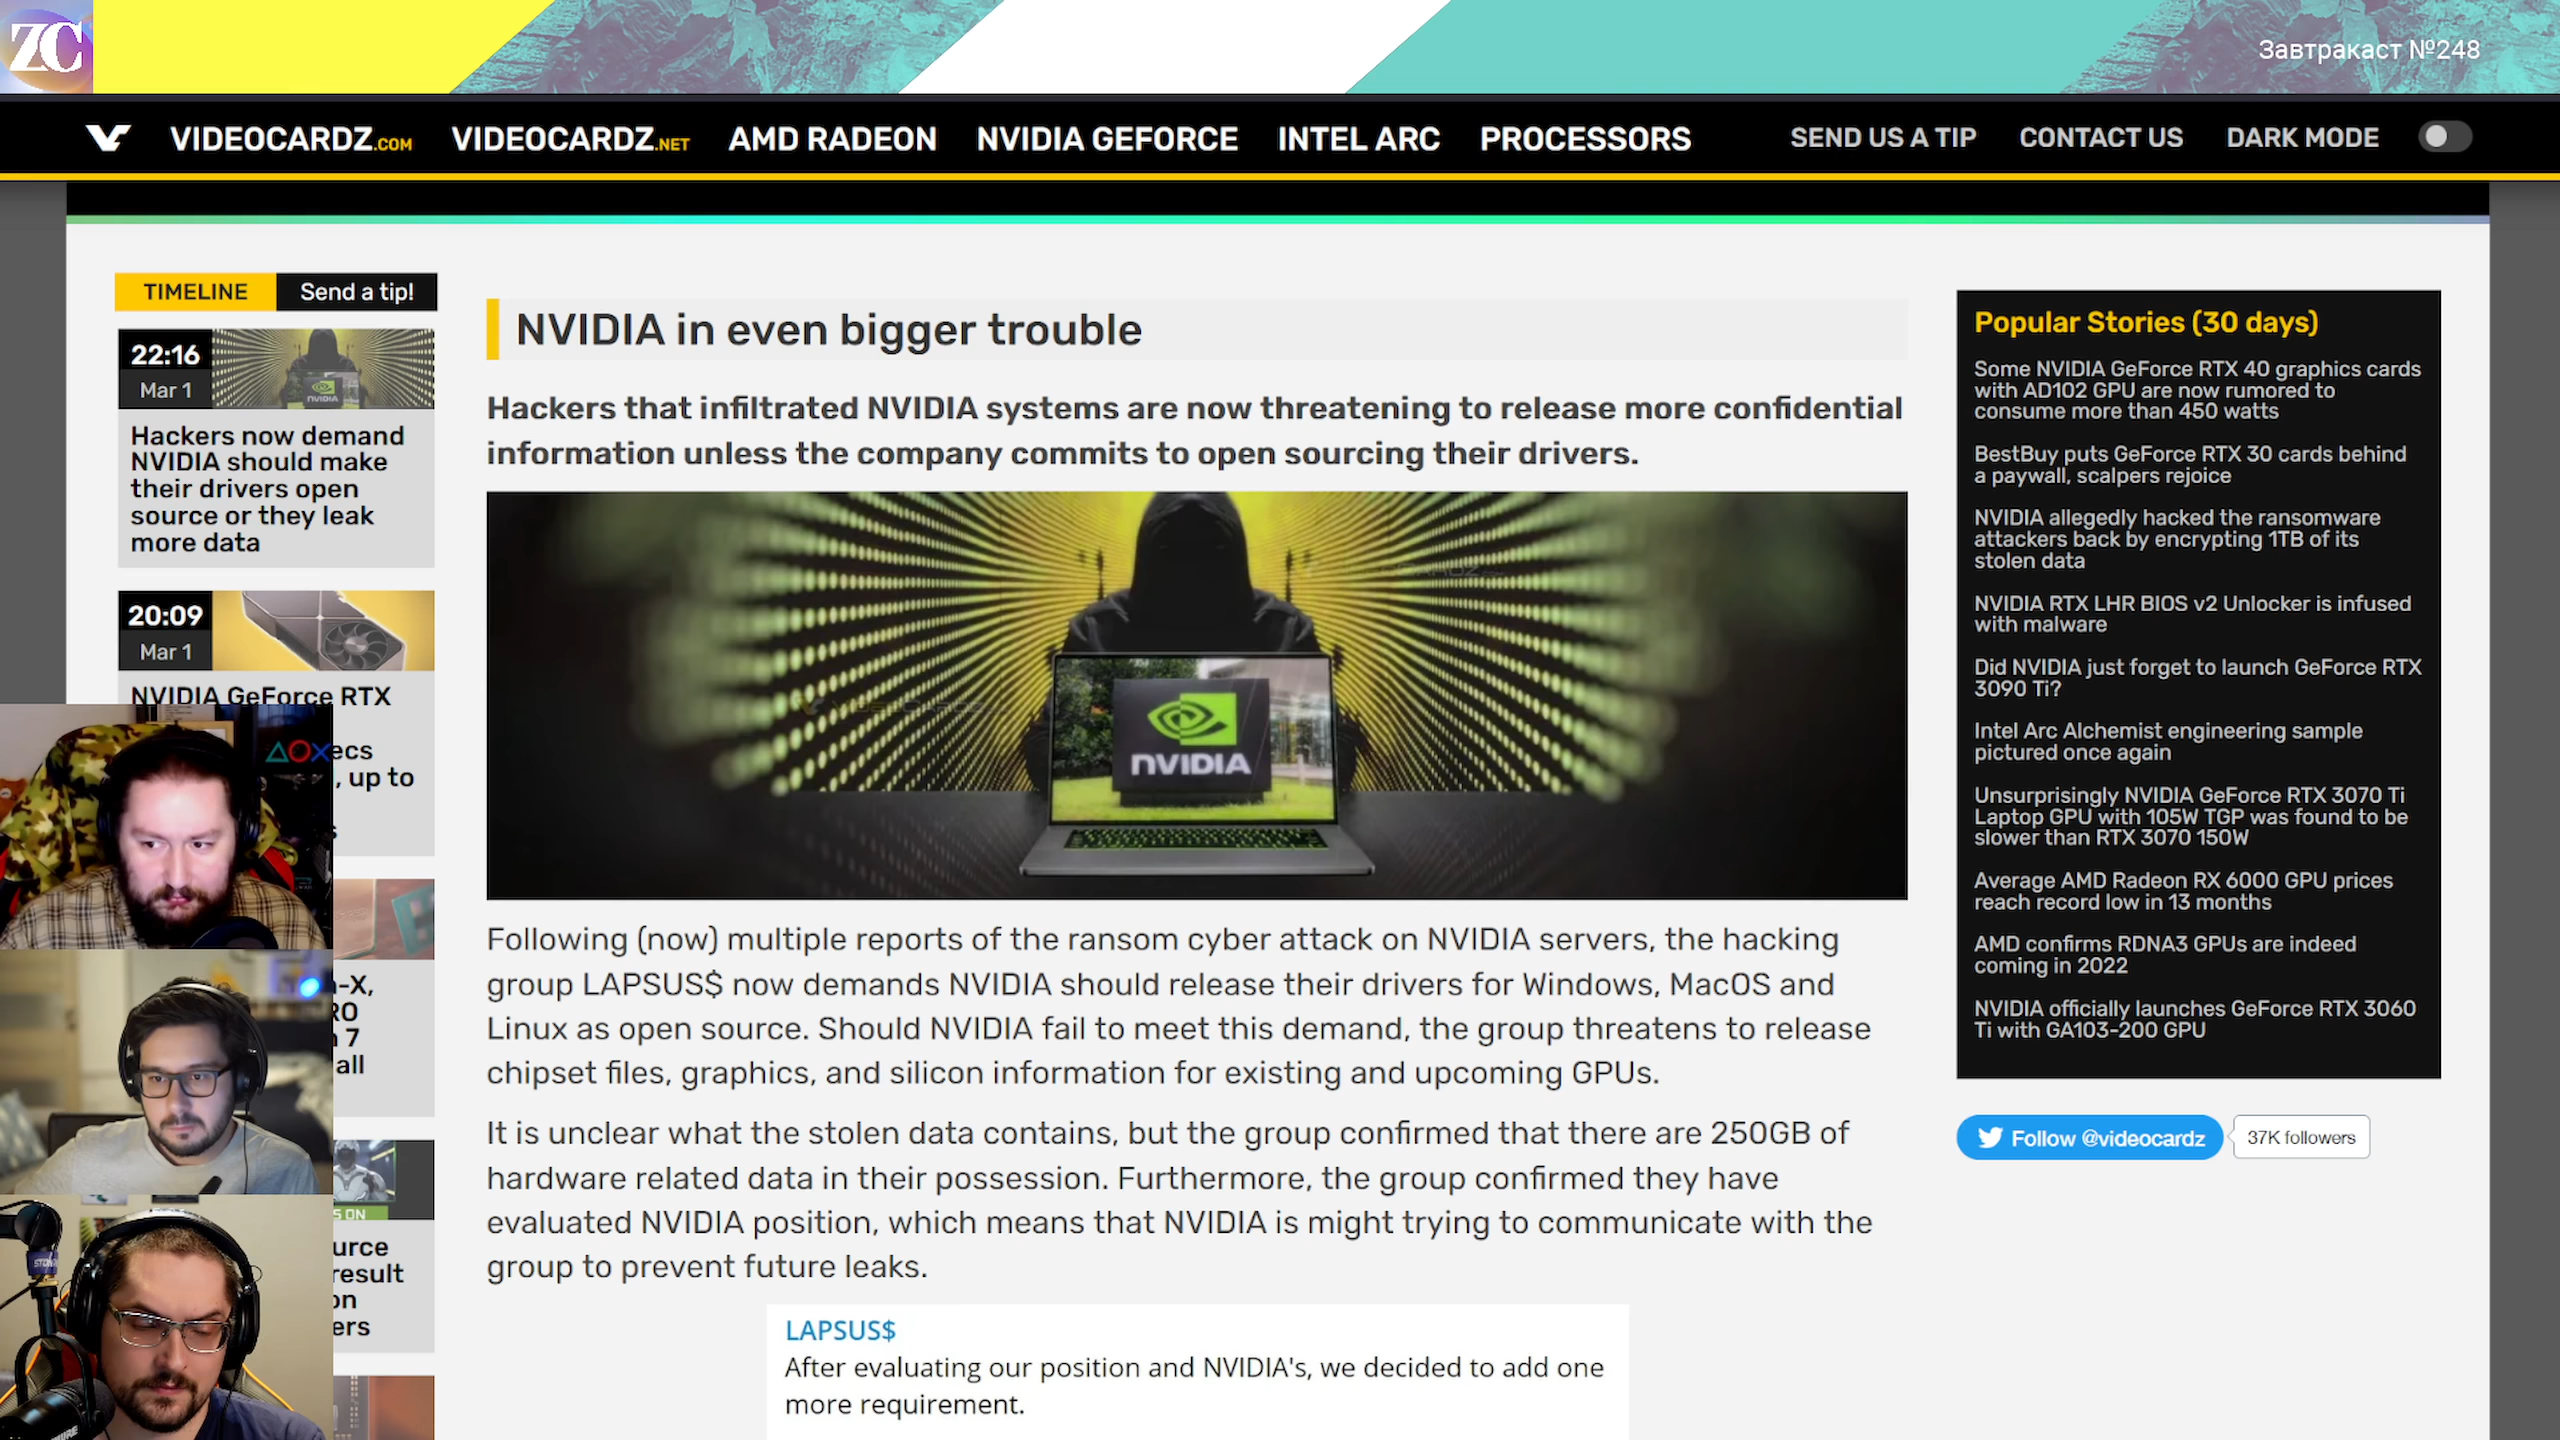 ZC
Завтракаст №248
VIDEOCARDZ.COM VIDEOCARDZ.NET AMD RADEON NVIDIA GEFORCE INTEL ARC PROCESSORS SEND US A TIP CONTACT US DARK MODE
TIMELINE Send a tip!
22:16
Mar 1
NVIDIA
Hackers now demand
NVIDIA should make
their drivers open
source or they leak
more data
20:09
Mar 1
NVIDIA GeForce RTX
ecs
, up to
s
-X,
RO
7
all
S ON
urce
result
on
ers
NVIDIA in even bigger trouble
Hackers that infiltrated NVIDIA systems are now threatening to release more confidential
information unless the company commits to open sourcing their drivers.
NVIDIA
Following (now) multiple reports of the ransom cyber attack on NVIDIA servers, the hacking
group LAPSUS$ now demands NVIDIA should release their drivers for Windows, MacOS and
Linux as open source. Should NVIDIA fail to meet this demand, the group threatens to release
chipset files, graphics, and silicon information for existing and upcoming GPUs.
It is unclear what the stolen data contains, but the group confirmed that there are 250GB of
hardware related data in their possession. Furthermore, the group confirmed they have
evaluated NVIDIA position, which means that NVIDIA is might trying to communicate with the
group to prevent future leaks.
LAPSUS$
After evaluating our position and NVIDIA's, we decided to add one
more requirement.
Popular Stories (30 days)
Some NVIDIA GeForce RTX 40 graphics cards
with AD102 GPU are now rumored to
consume more than 450 watts
BestBuy puts GeForce RTX 30 cards behind
a paywall, scalpers rejoice
NVIDIA allegedly hacked the ransomware
attackers back by encrypting 1TB of its
stolen data
NVIDIA RTX LHR BIOS v2 Unlocker is infused
with malware
Did NVIDIA just forget to launch GeForce RTX
3090 Ti?
Intel Arc Alchemist engineering sample
pictured once again
Unsurprisingly NVIDIA GeForce RTX 3070 Ti
Laptop GPU with 105W TGP was found to be
slower than RTX 3070 150W
Average AMD Radeon RX 6000 GPU prices
reach record low in 13 months
AMD confirms RDNA3 GPUs are indeed
coming in 2022
NVIDIA officially launches GeForce RTX 3060
Ti with GA103-200 GPU
Follow @videocardz 37K followers